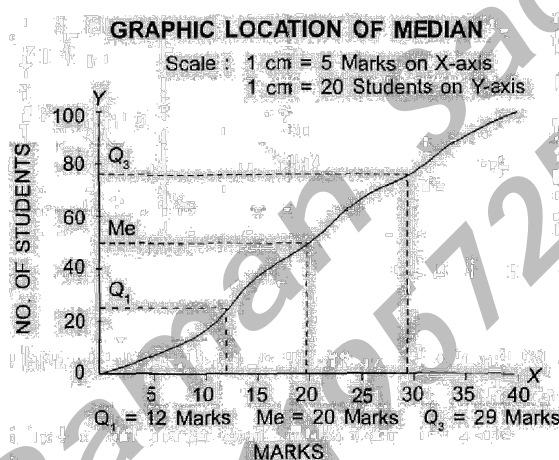 GRAPHIC LOCATION OF MEDIAN
Scale : 1 cm = 5 Marks on X-axis
1 cm = 20 Students on Y-axis
Y
100
80
60
40
20
0
NO. OF STUDENTS
Q3
Me
Q1
5 10 15 20 25 30 35 40
X
Q1 = 12 Marks Me = 20 Marks Q3 = 29 Marks
MARKS